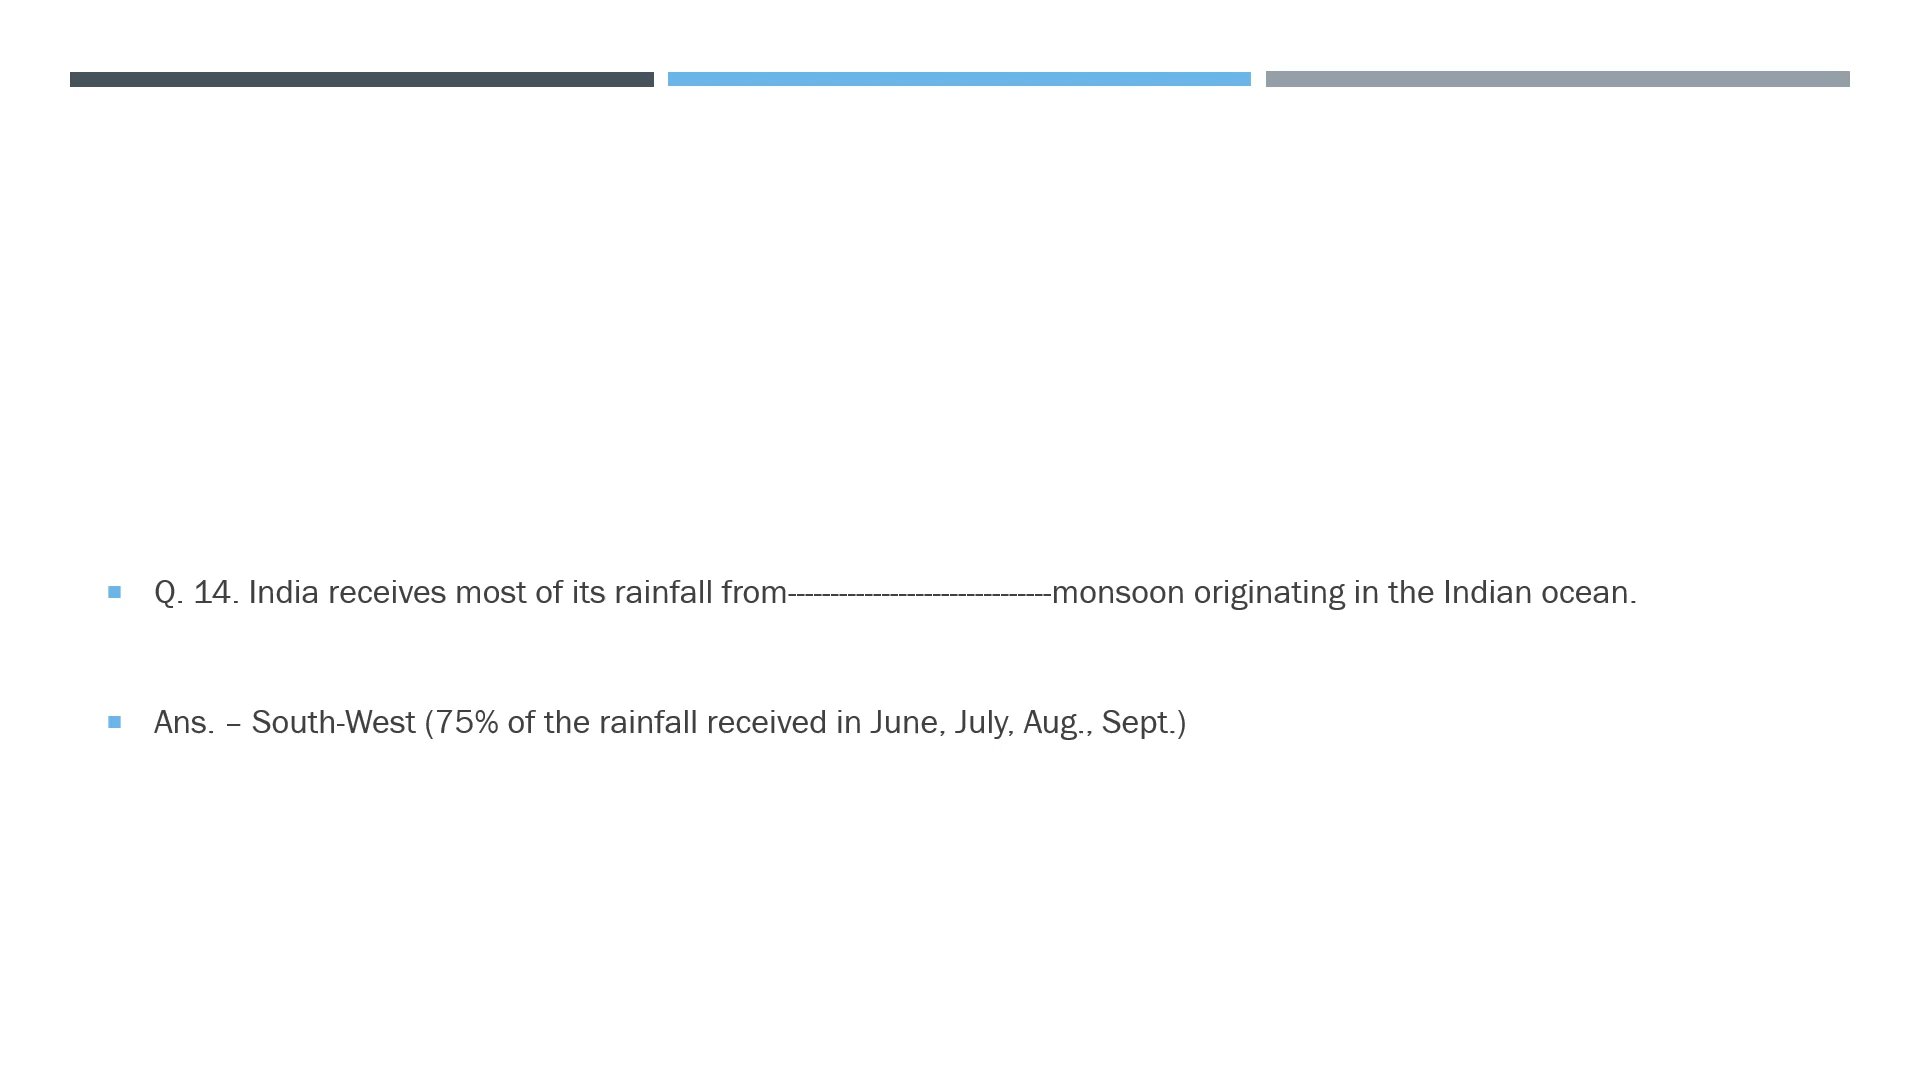 Q. 14. India receives most of its rainfall from-------------------------------monsoon originating in the Indian ocean.
Ans. – South-West (75% of the rainfall received in June, July, Aug., Sept.)